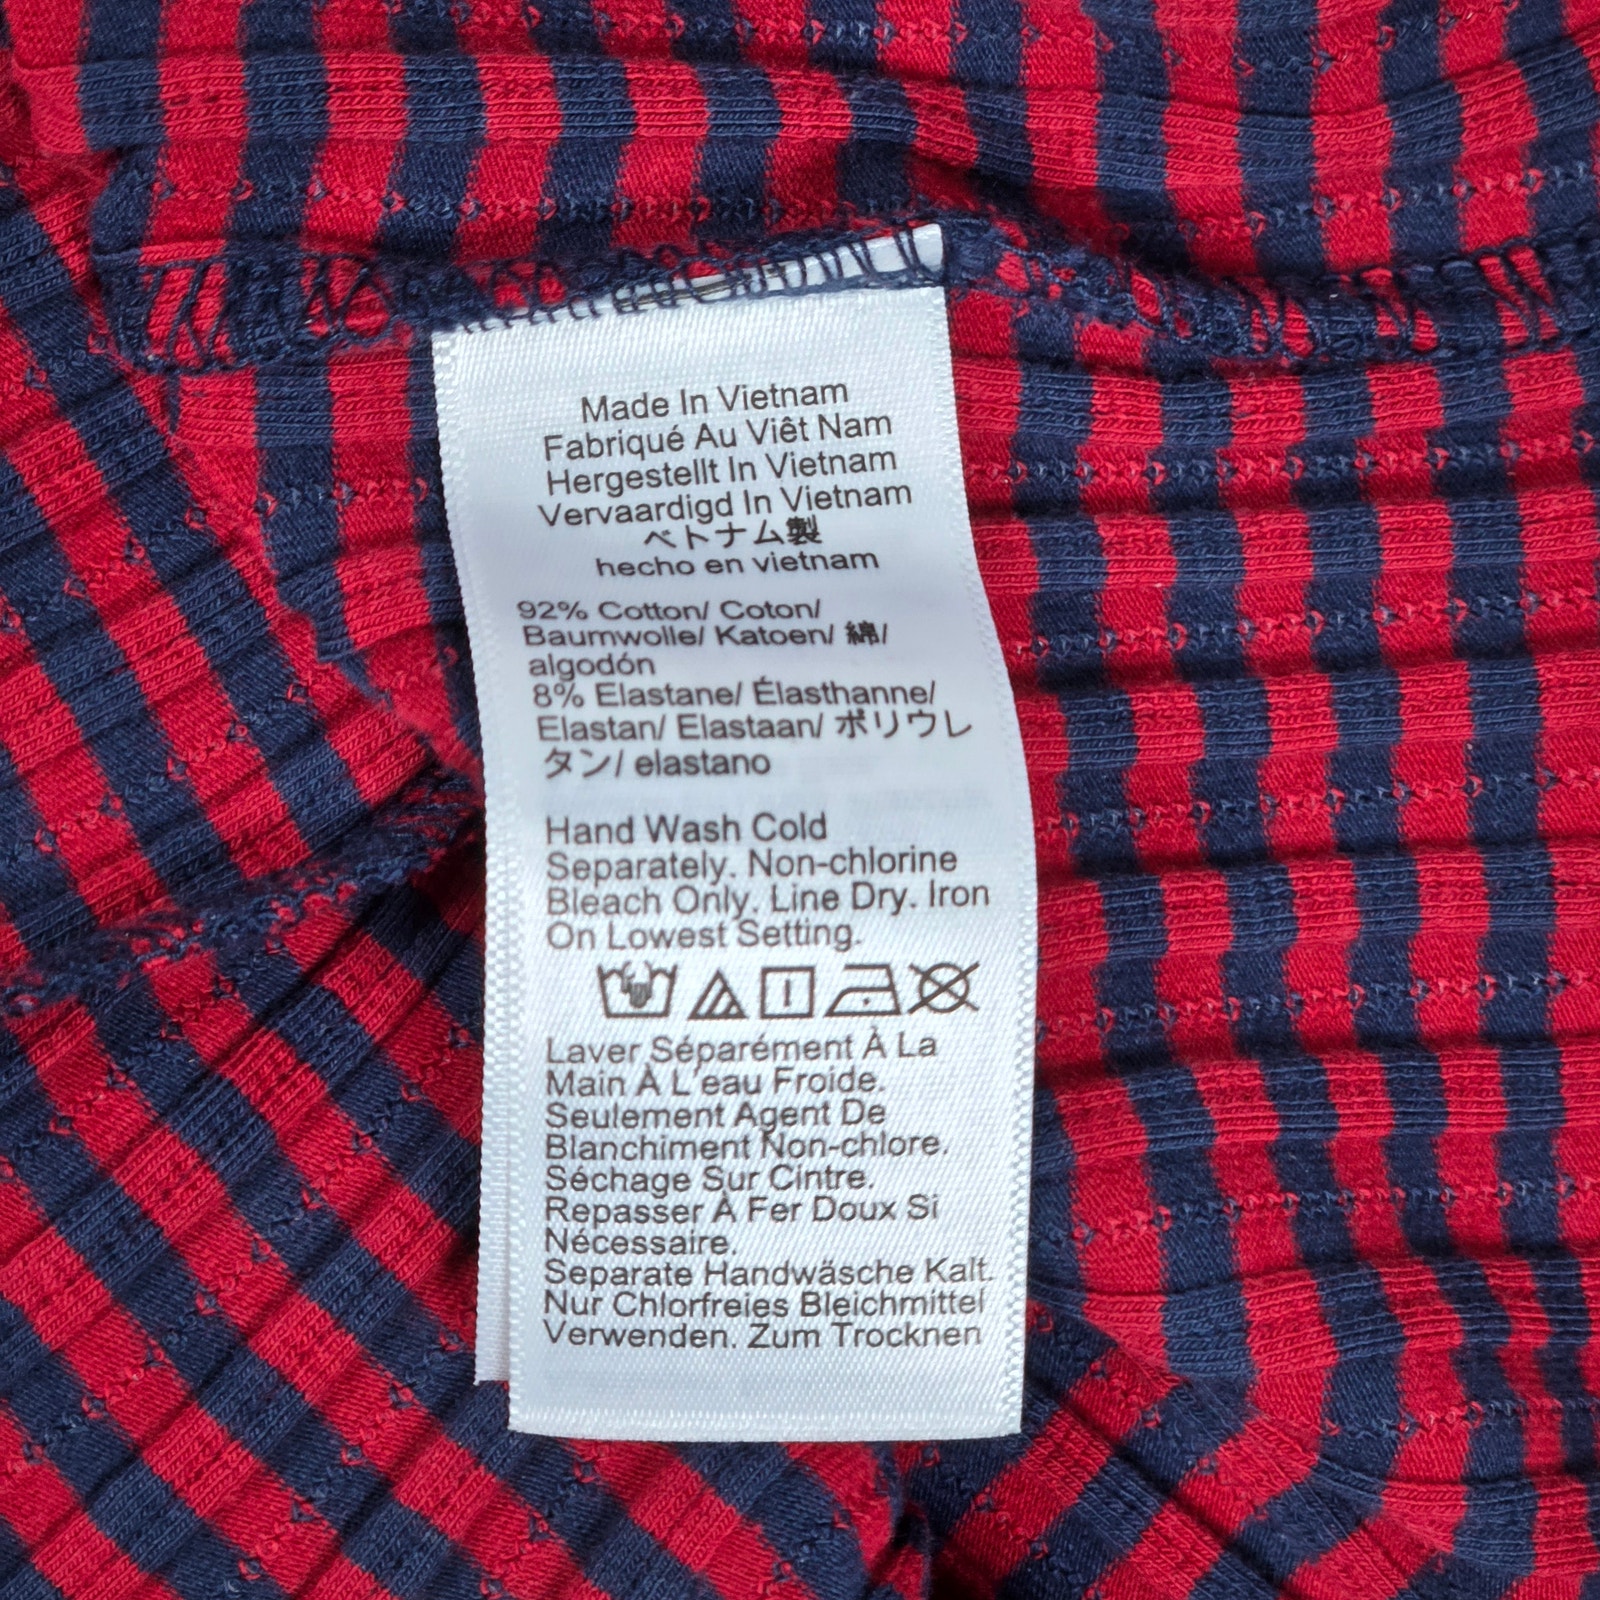 Made In Vietnam
Fabriqué Au Viêt Nam
Hergestellt In Vietnam
Vervaardigd In Vietnam
ベトナム製
hecho en vietnam
92% Cotton/ Coton/
Baumwolle/ Katoen/ 綿/
algodón
8% Elastane/ Élasthanne/
Elastan/ Elastaan/ ポリウレ
タン/ elastano
Hand Wash Cold
Separately. Non-chlorine
Bleach Only. Line Dry. Iron
On Lowest Setting.
Laver Séparément À La
Main À L'eau Froide.
Seulement Agent De
Blanchiment Non-chlore.
Séchage Sur Cintre.
Repasser À Fer Doux Si
Nécessaire.
Separate Handwäsche Kalt.
Nur Chlorfreies Bleichmittel
Verwenden. Zum Trocknen